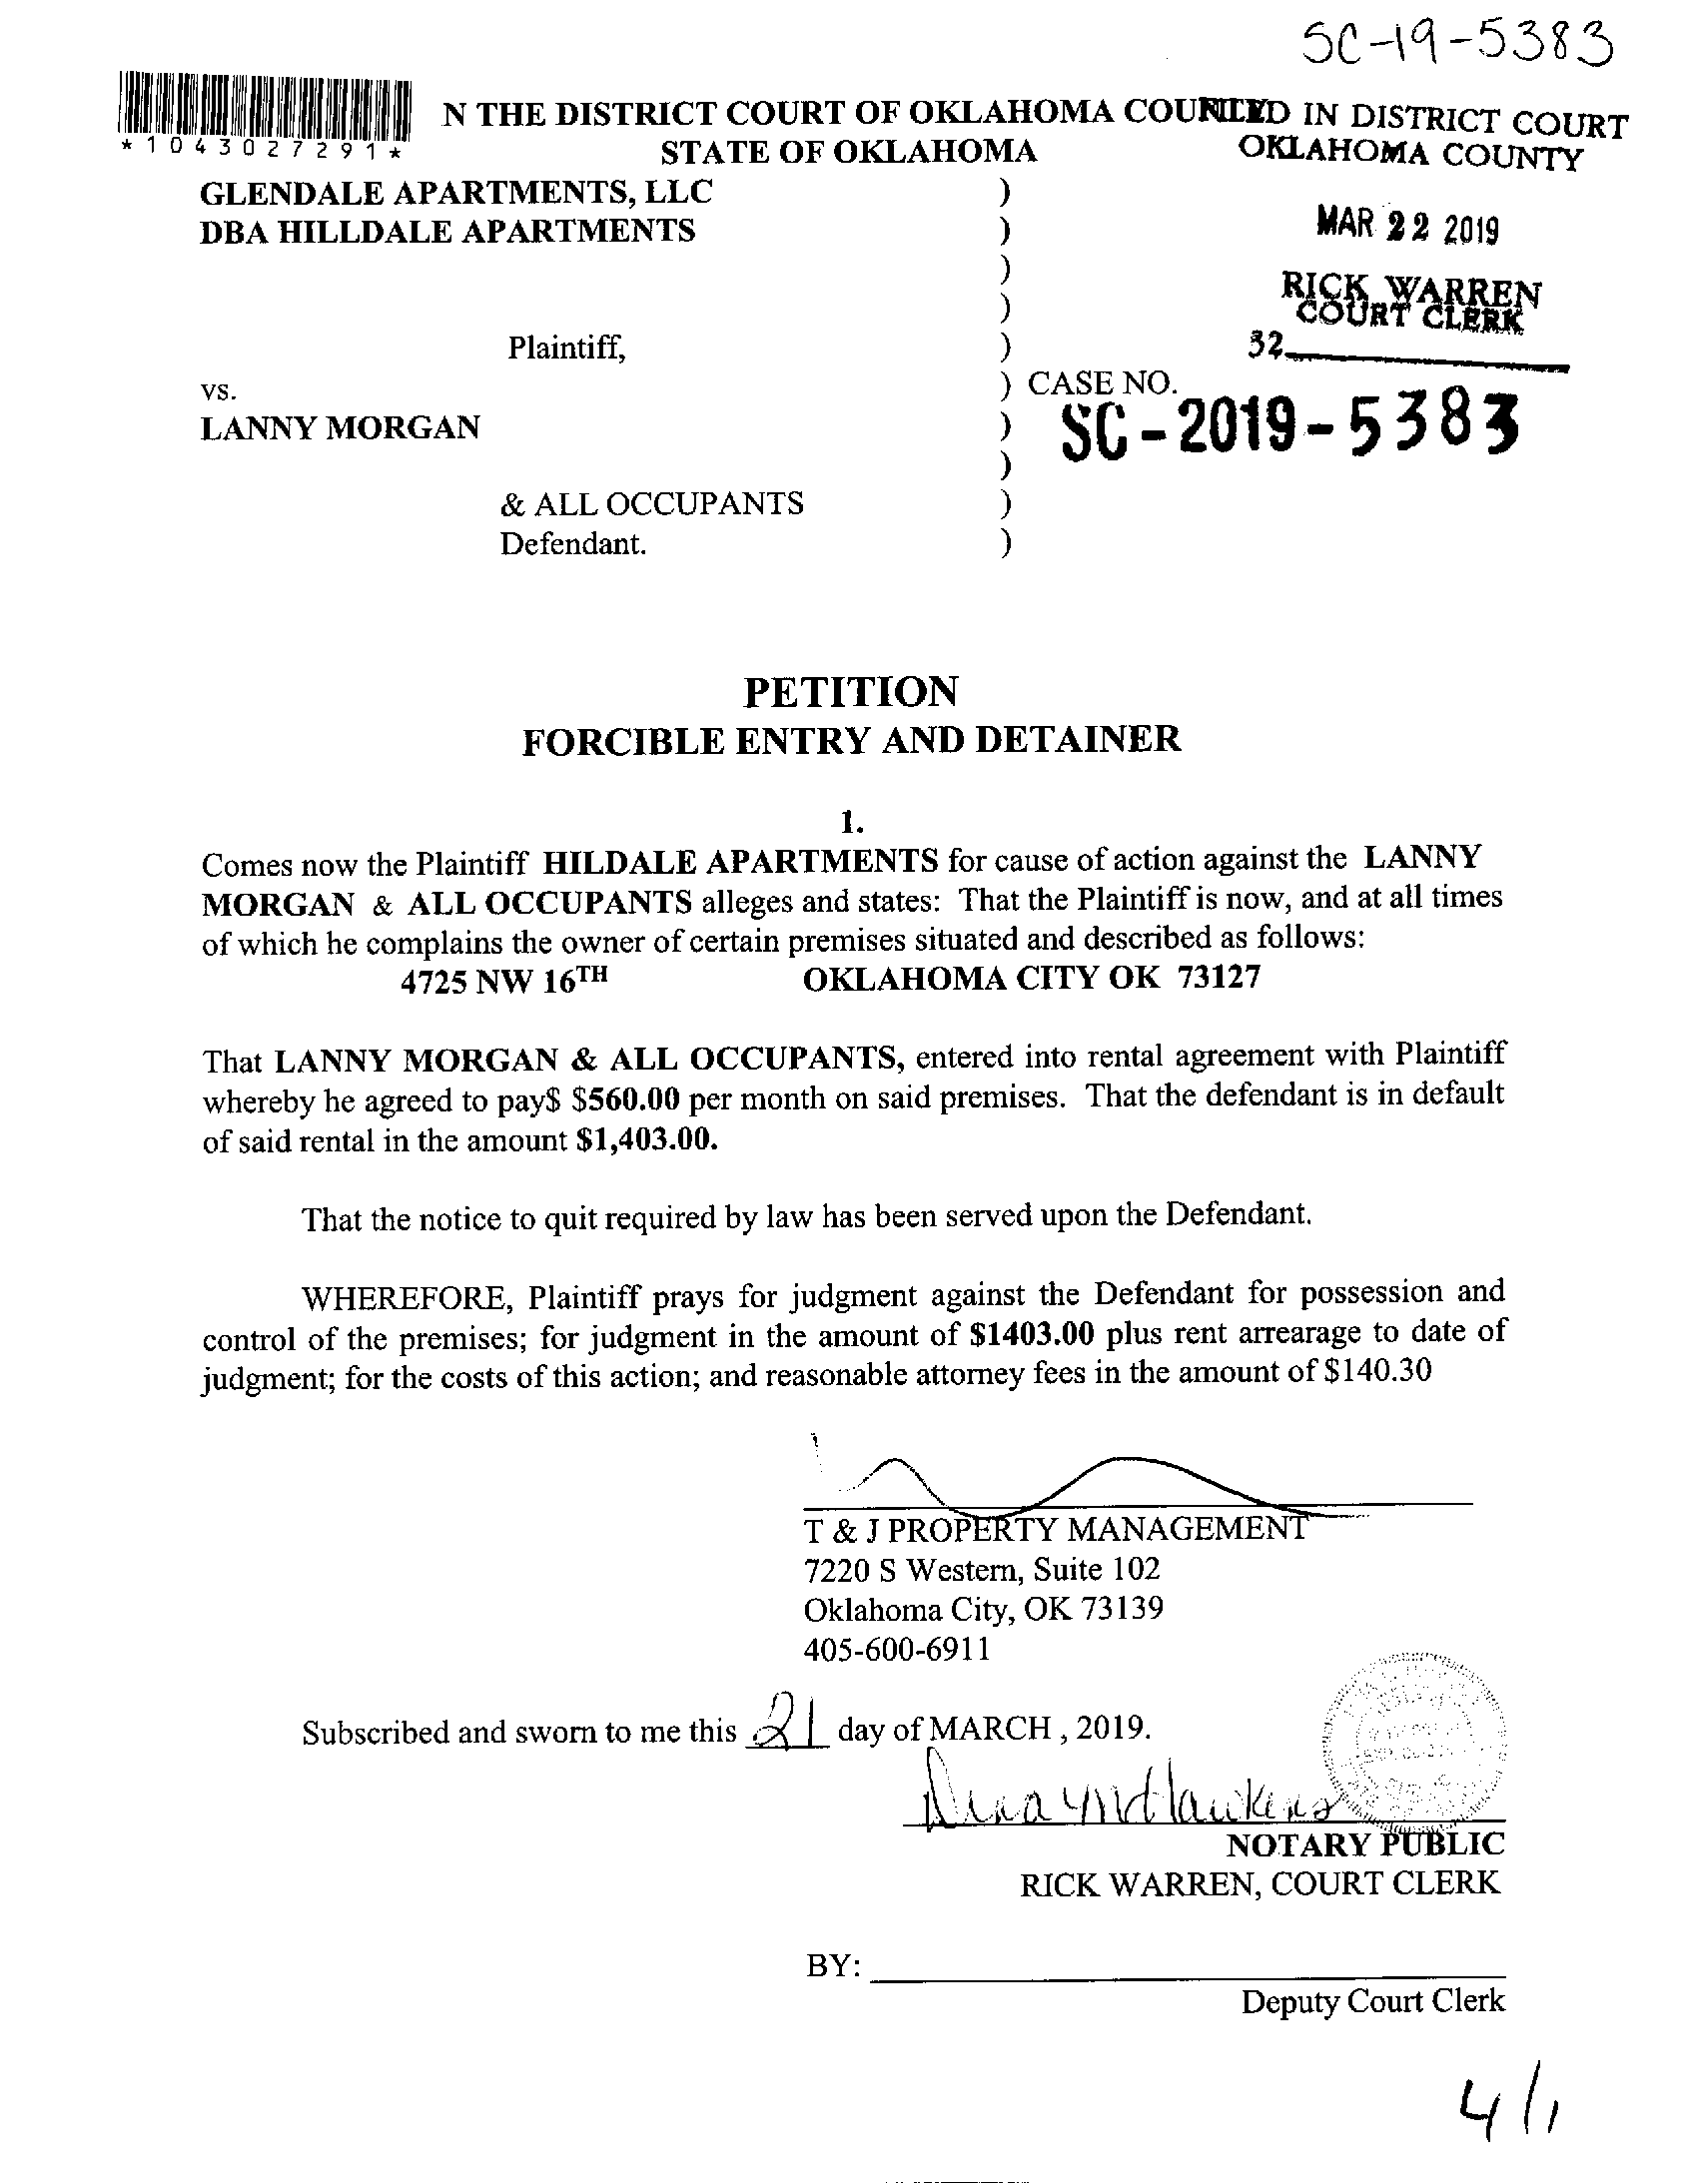 SC-19-5383
*1043027291*
N THE DISTRICT COURT OF OKLAHOMA COUNTY
STATE OF OKLAHOMA
FILED IN DISTRICT COURT
OKLAHOMA COUNTY
GLENDALE APARTMENTS, LLC )
DBA HILLDALE APARTMENTS )
MAR 22 2019
)
RICK WARREN
COURT CLERK
)
Plaintiff, )
32
vs. ) CASE NO.
LANNY MORGAN ) SC-2019-5383
)
& ALL OCCUPANTS )
Defendant. )
PETITION
FORCIBLE ENTRY AND DETAINER
1.
Comes now the Plaintiff HILDALE APARTMENTS for cause of action against the LANNY
MORGAN & ALL OCCUPANTS alleges and states: That the Plaintiff is now, and at all times
of which he complains the owner of certain premises situated and described as follows:
4725 NW 16TH OKLAHOMA CITY OK 73127
That LANNY MORGAN & ALL OCCUPANTS, entered into rental agreement with Plaintiff
whereby he agreed to pay$ $560.00 per month on said premises. That the defendant is in default
of said rental in the amount $1,403.00.
That the notice to quit required by law has been served upon the Defendant.
WHEREFORE, Plaintiff prays for judgment against the Defendant for possession and
control of the premises; for judgment in the amount of $1403.00 plus rent arrearage to date of
judgment; for the costs of this action; and reasonable attorney fees in the amount of $140.30
T & J PROPERTY MANAGEMENT
7220 S Western, Suite 102
Oklahoma City, OK 73139
405-600-6911
Subscribed and sworn to me this 21 day of MARCH , 2019.
NOTARY PUBLIC
RICK WARREN, COURT CLERK
BY:
Deputy Court Clerk
4/1